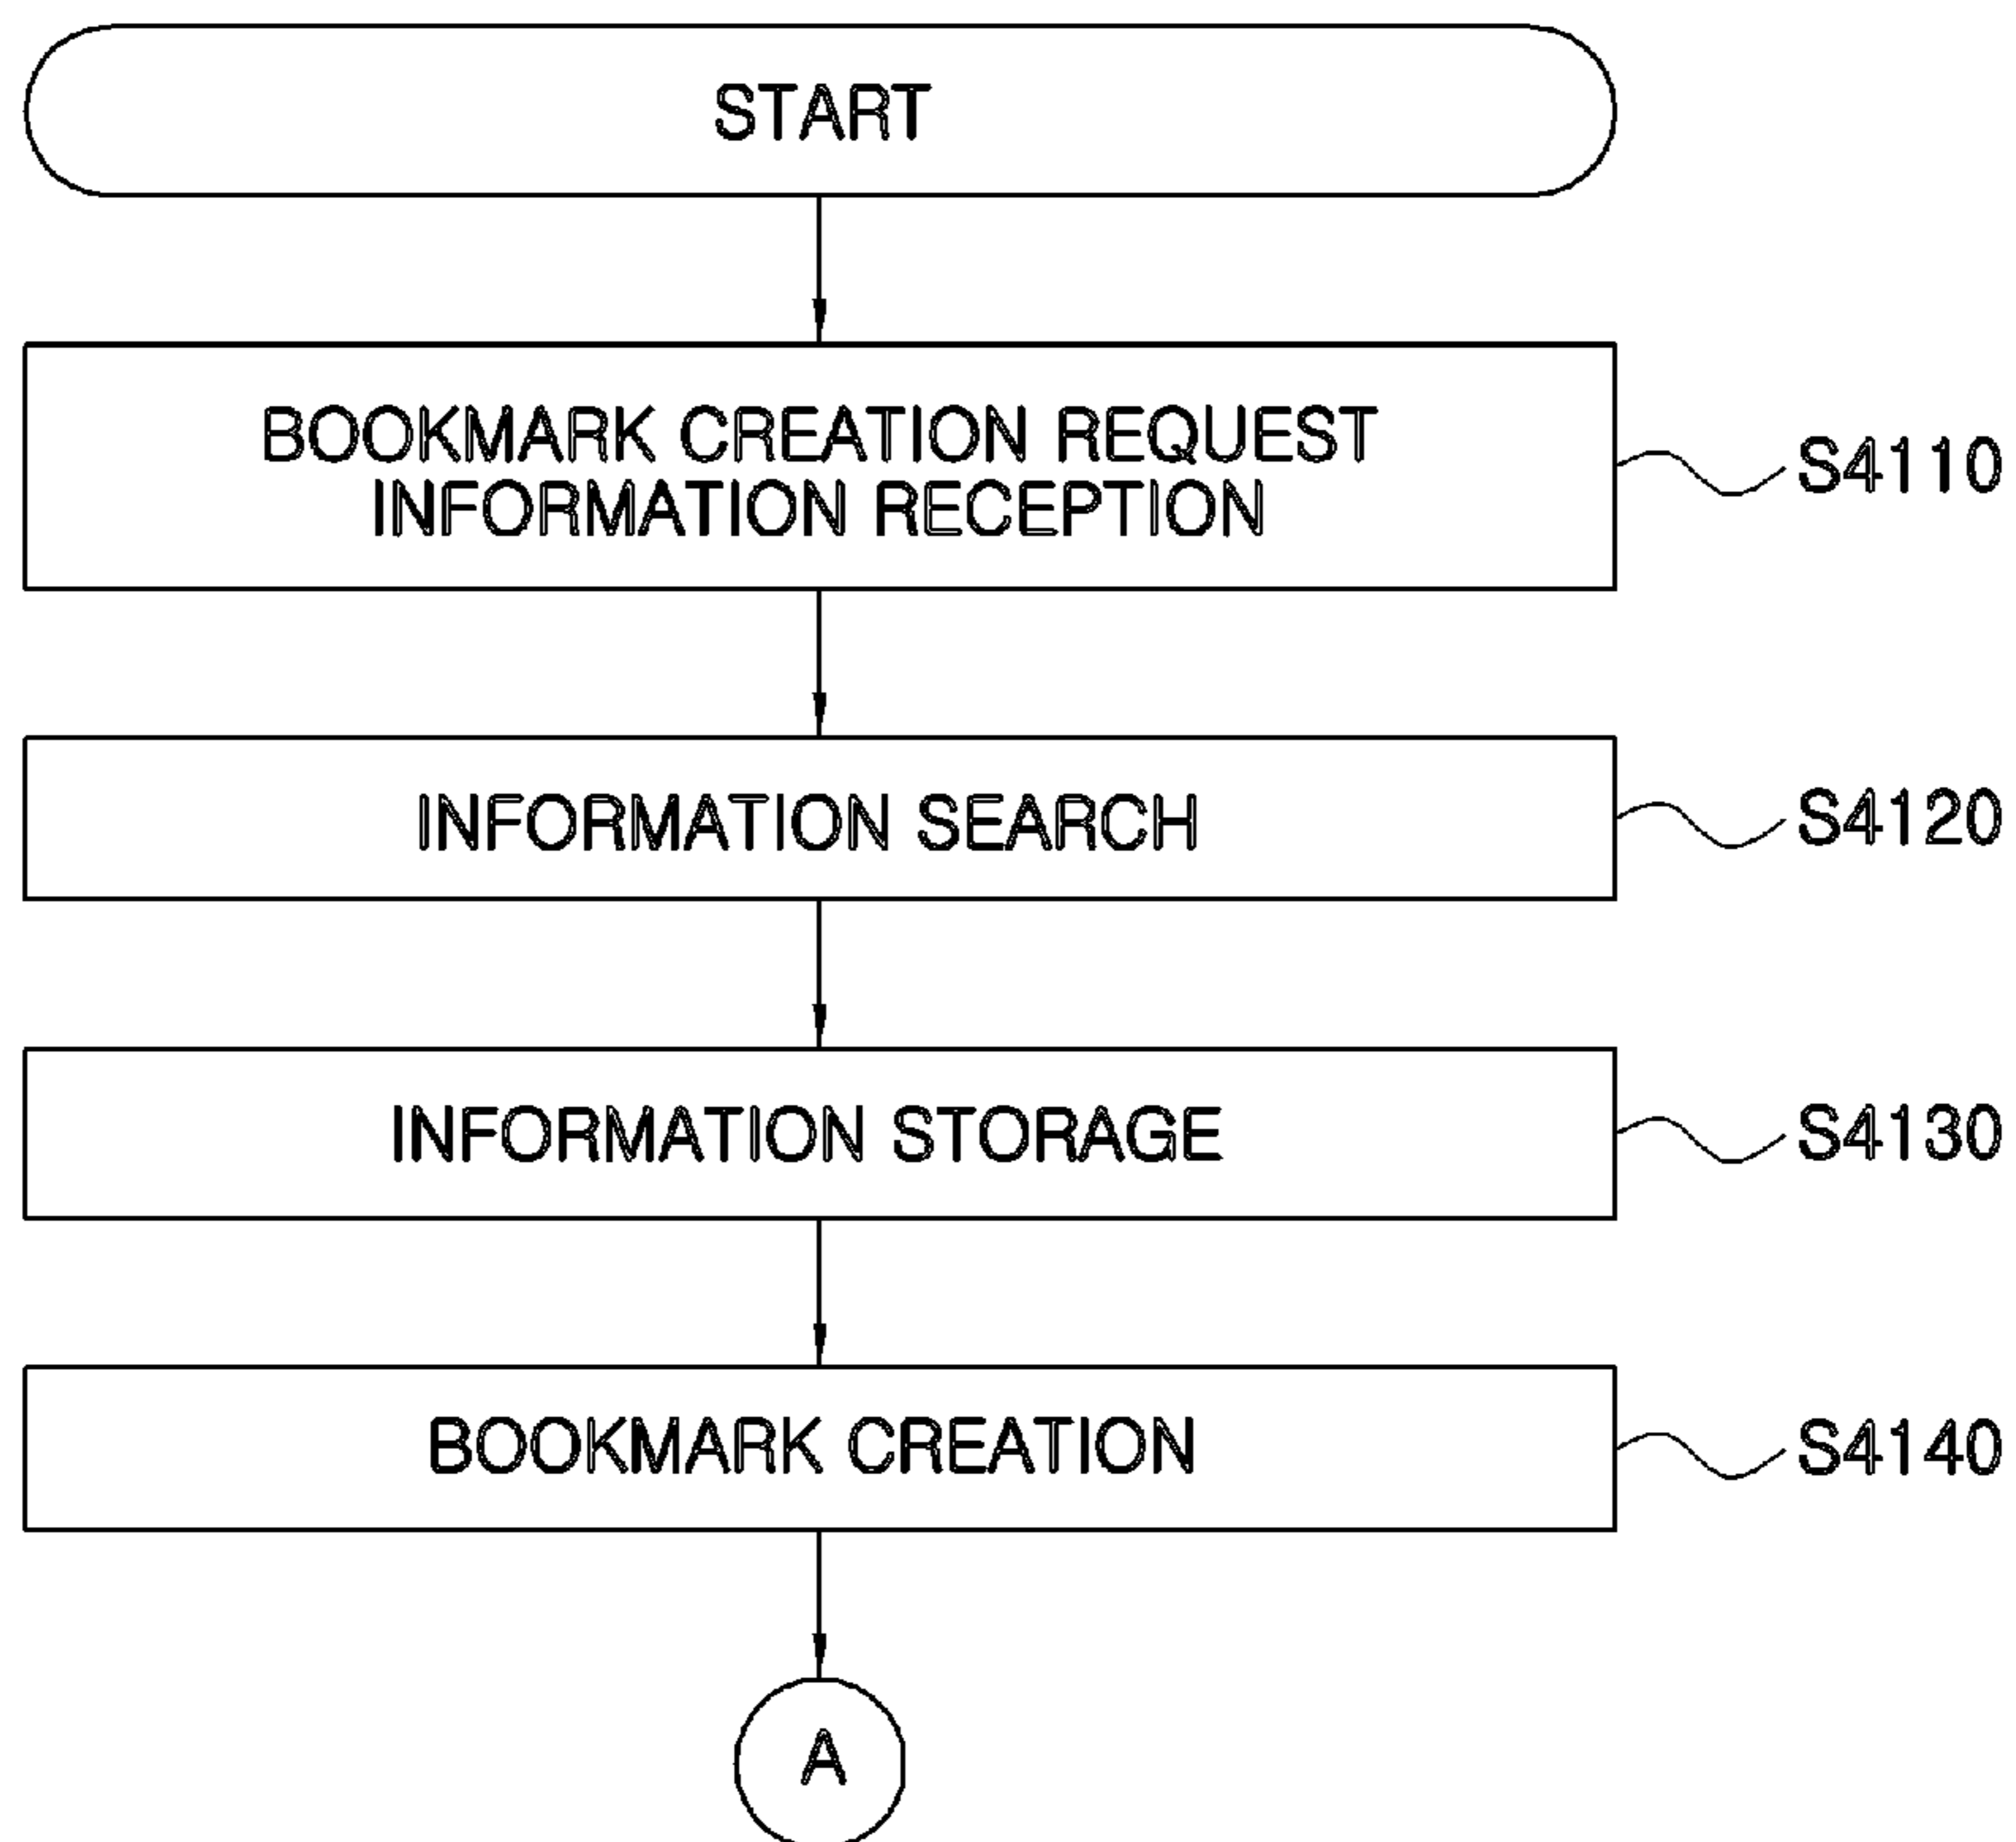 START
BOOKMARK CREATION REQUEST
INFORMATION RECEPTION
S4110
INFORMATION SEARCH
S4120
INFORMATION STORAGE
S4130
BOOKMARK CREATION
S4140
A